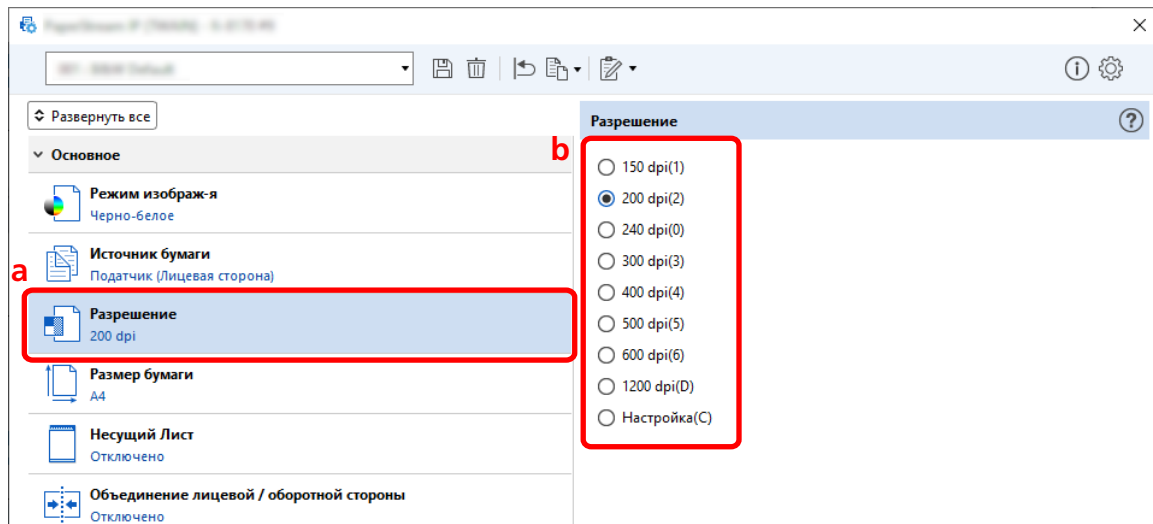 Развернуть все
Основное
Режим изображ-я
Черно-белое
Источник бумаги
Податчик (Лицевая сторона)
a
Разрешение
200 dpi
Размер бумаги
A4
Несущий Лист
Отключено
Объединение лицевой / оборотной стороны
Отключено
Разрешение
b
150 dpi(1)
200 dpi(2)
240 dpi(0)
300 dpi(3)
400 dpi(4)
500 dpi(5)
600 dpi(6)
1200 dpi(D)
Настройка(C)